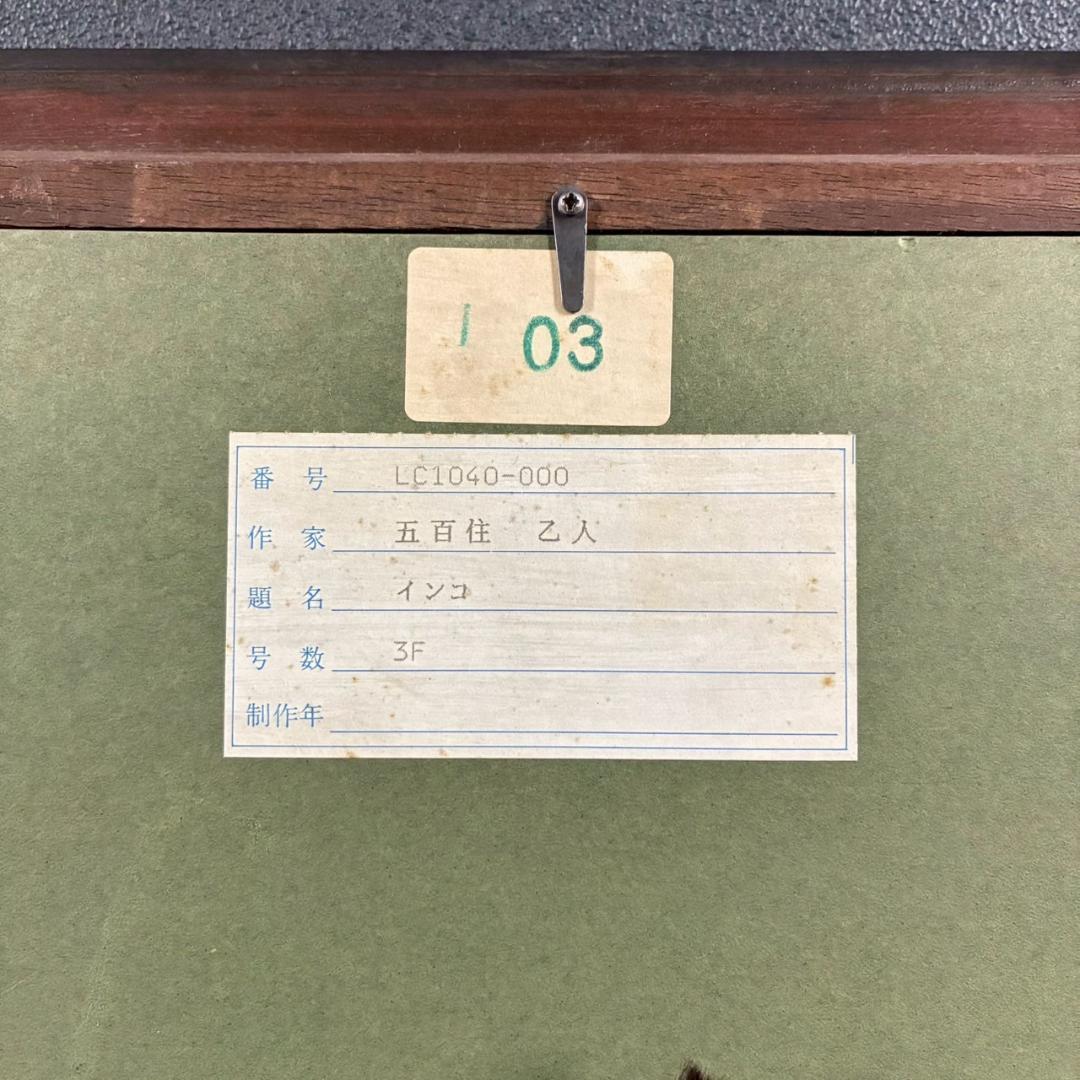 1 03
番号 LC1040-000
作家 五百住 乙人
題名 インコ
号数 3F
制作年